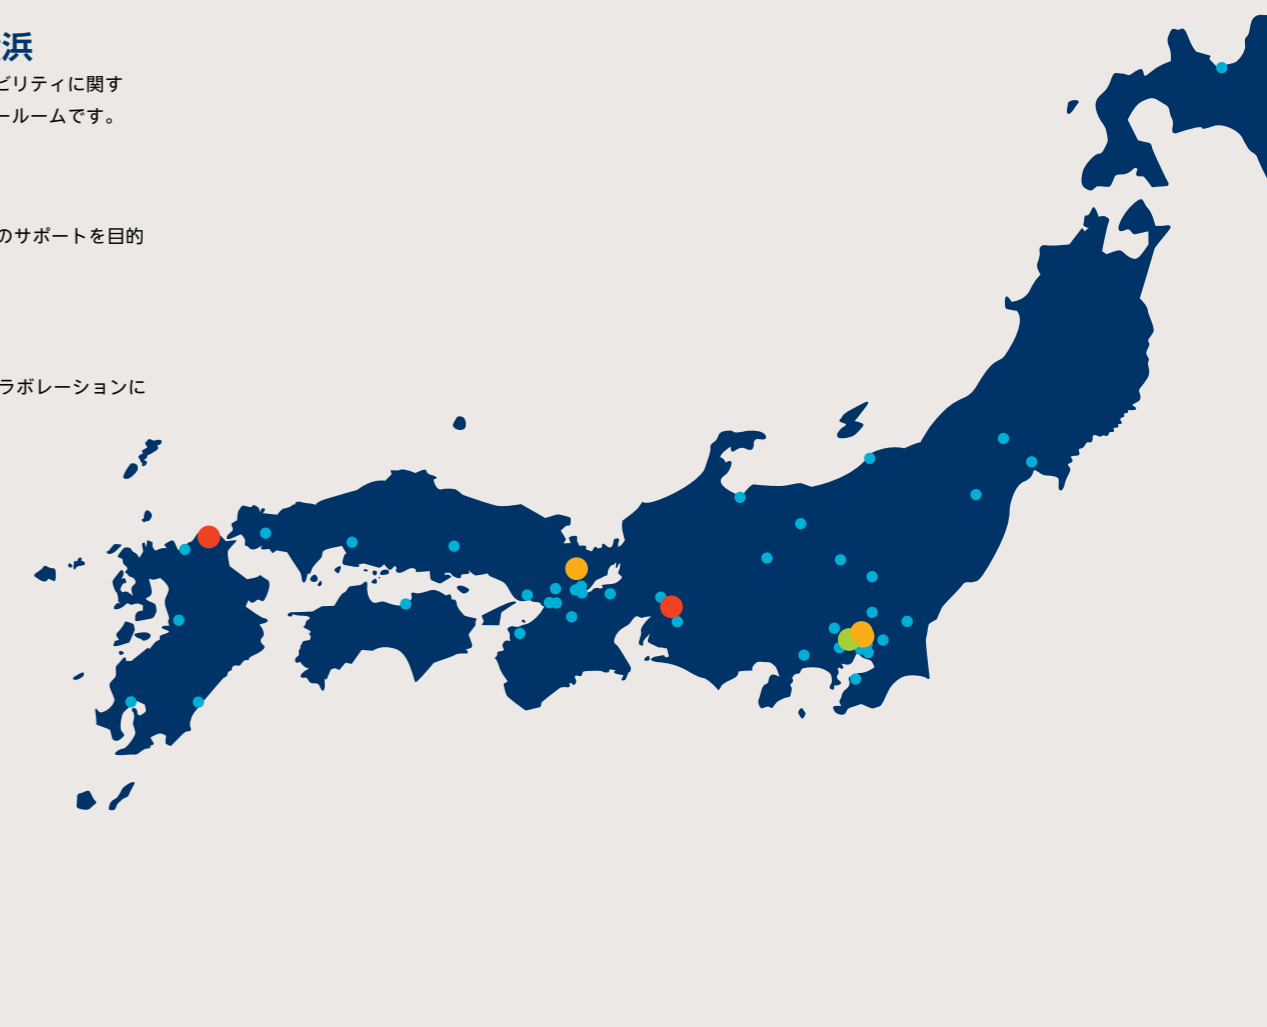 浜
ビリティに関す
ールームです。
のサポートを目的
ラボレーションに